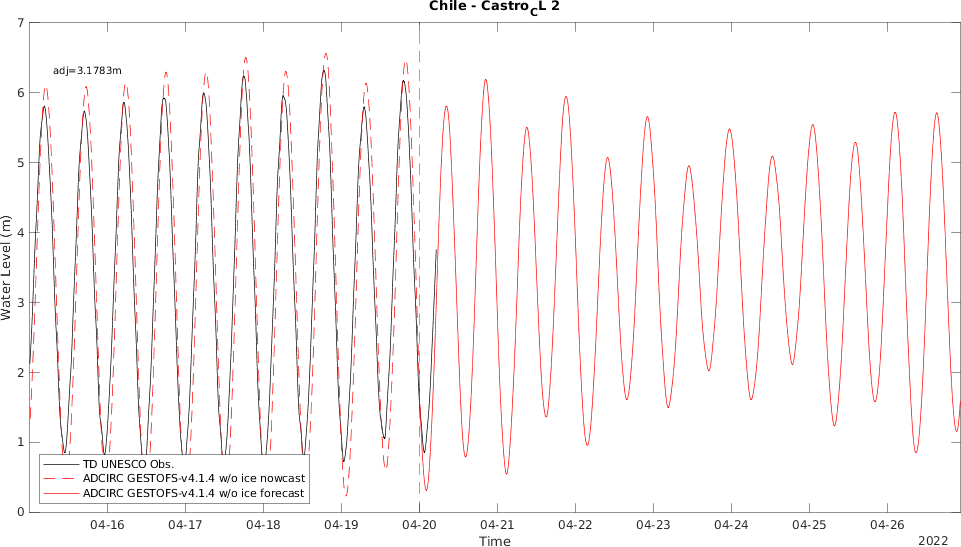 Chile - Castro_CL 2
adj=3.1783m
Water Level (m)
7
6
5
4
3
2
1
0
TD UNESCO Obs.
ADCIRC GESTOFS-v4.1.4 w/o ice nowcast
ADCIRC GESTOFS-v4.1.4 w/o ice forecast
04-16 04-17 04-18 04-19 04-20 04-21 04-22 04-23 04-24 04-25 04-26
Time
2022